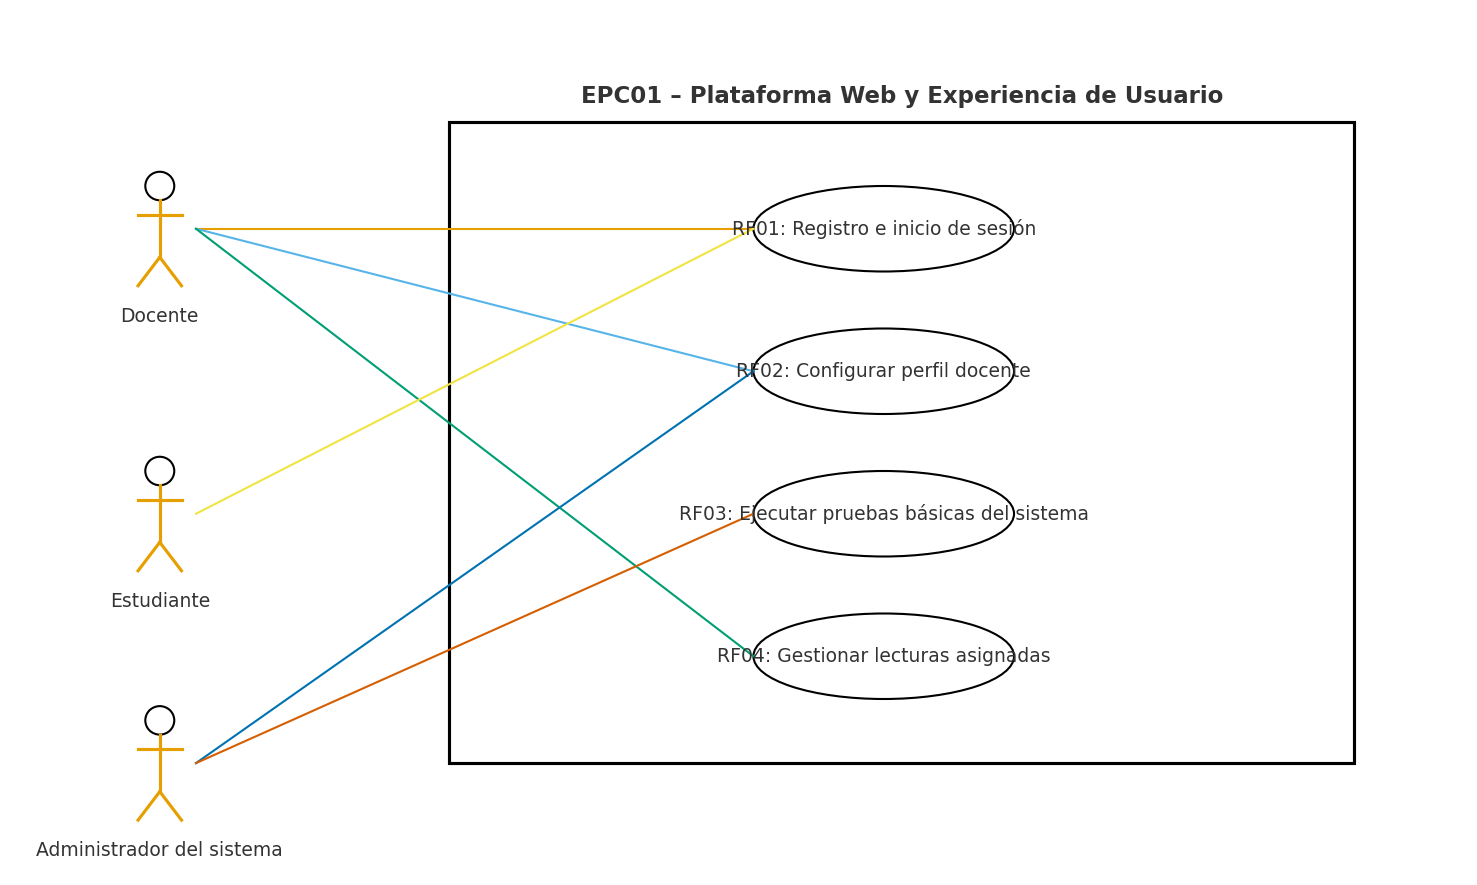 EPC01 – Plataforma Web y Experiencia de Usuario
RF01: Registro e inicio de sesión
Docente
RF02: Configurar perfil docente
RF03: Ejecutar pruebas básicas del sistema
Estudiante
RF04: Gestionar lecturas asignadas
Administrador del sistema